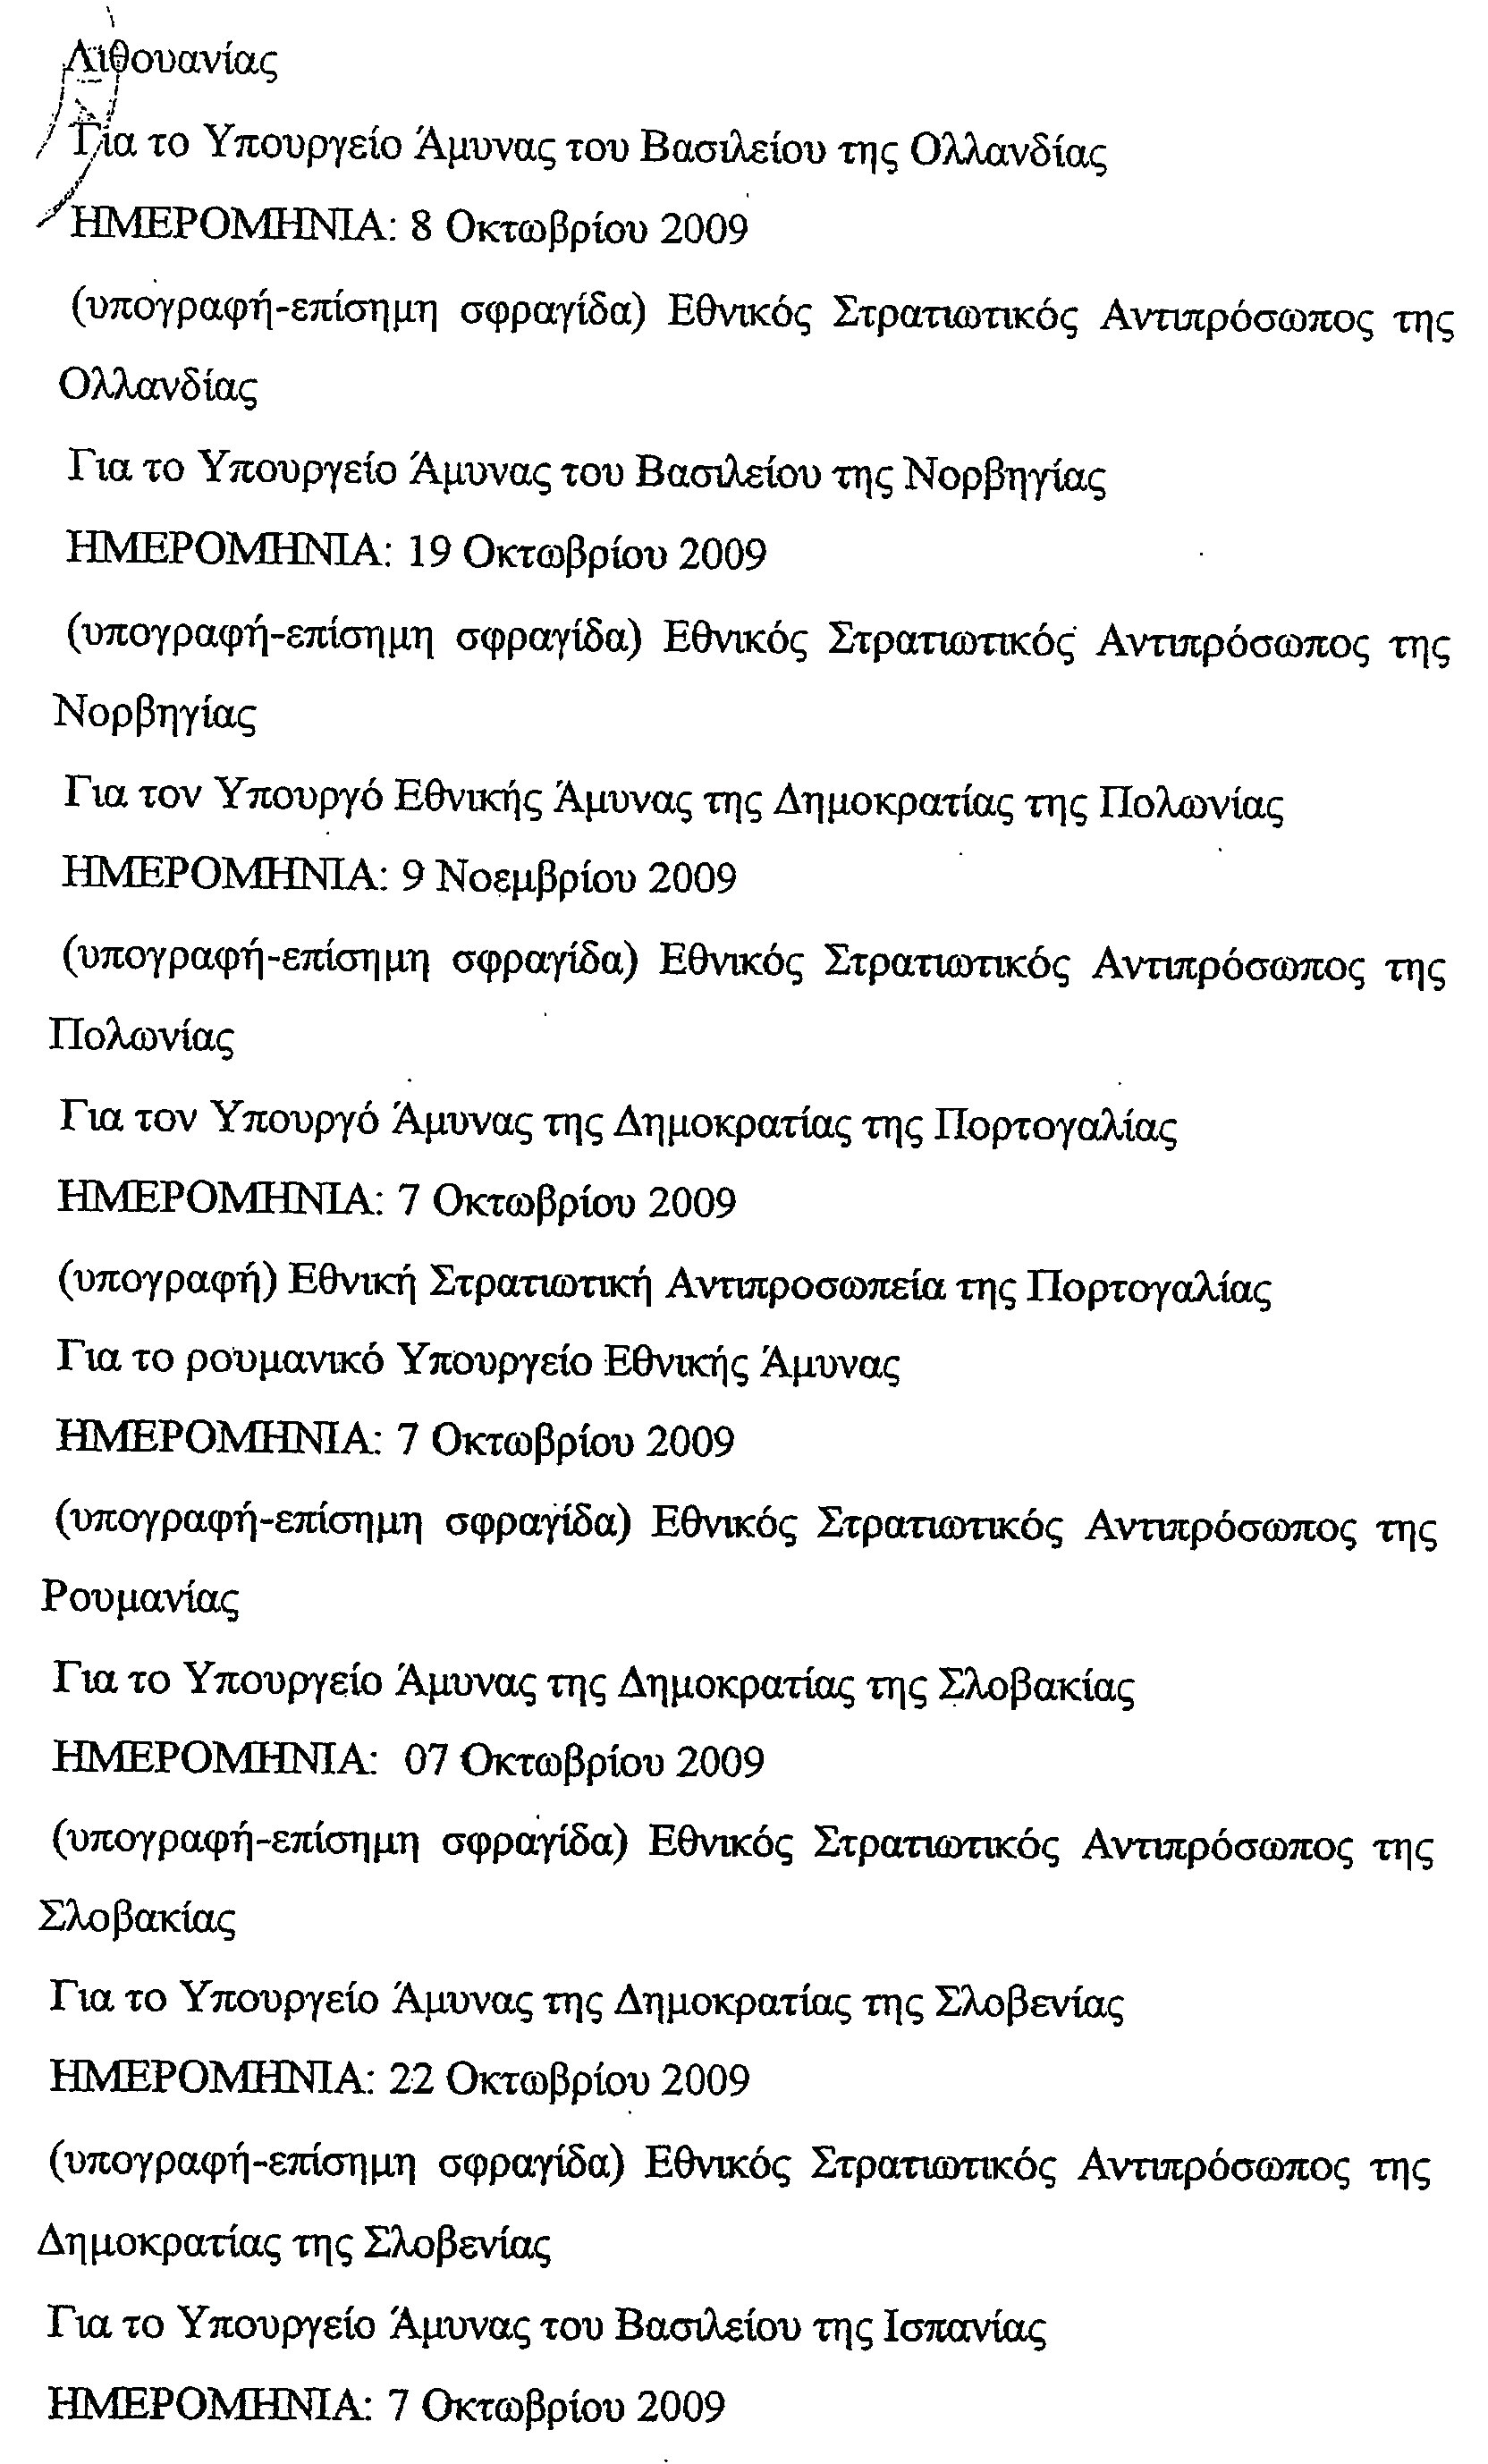 Λιθουανίας
Για το Υπουργείο Άμυνας του Βασιλείου της Ολλανδίας
ΗΜΕΡΟΜΗΝΙΑ: 8 Οκτωβρίου 2009
(υπογραφή-επίσημη σφραγίδα) Εθνικός Στρατιωτικός Αντιπρόσωπος της
Ολλανδίας
Για το Υπουργείο Άμυνας του Βασιλείου της Νορβηγίας
ΗΜΕΡΟΜΗΝΙΑ: 19 Οκτωβρίου 2009
(υπογραφή-επίσημη σφραγίδα) Εθνικός Στρατιωτικός Αντιπρόσωπος της
Νορβηγίας
Για τον Υπουργό Εθνικής Άμυνας της Δημοκρατίας της Πολωνίας
ΗΜΕΡΟΜΗΝΙΑ: 9 Νοεμβρίου 2009
(υπογραφή-επίσημη σφραγίδα) Εθνικός Στρατιωτικός Αντιπρόσωπος της
Πολωνίας
Για τον Υπουργό Άμυνας της Δημοκρατίας της Πορτογαλίας
ΗΜΕΡΟΜΗΝΙΑ: 7 Οκτωβρίου 2009
(υπογραφή) Εθνική Στρατιωτική Αντιπροσωπεία της Πορτογαλίας
Για το ρουμανικό Υπουργείο Εθνικής Άμυνας
ΗΜΕΡΟΜΗΝΙΑ: 7 Οκτωβρίου 2009
(υπογραφή-επίσημη σφραγίδα) Εθνικός Στρατιωτικός Αντιπρόσωπος της
Ρουμανίας
Για το Υπουργείο Άμυνας της Δημοκρατίας της Σλοβακίας
ΗΜΕΡΟΜΗΝΙΑ: 07 Οκτωβρίου 2009
(υπογραφή-επίσημη σφραγίδα) Εθνικός Στρατιωτικός Αντιπρόσωπος της
Σλοβακίας
Για το Υπουργείο Άμυνας της Δημοκρατίας της Σλοβενίας
ΗΜΕΡΟΜΗΝΙΑ: 22 Οκτωβρίου 2009
(υπογραφή-επίσημη σφραγίδα) Εθνικός Στρατιωτικός Αντιπρόσωπος της
Δημοκρατίας της Σλοβενίας
Για το Υπουργείο Άμυνας του Βασιλείου της Ισπανίας
ΗΜΕΡΟΜΗΝΙΑ: 7 Οκτωβρίου 2009